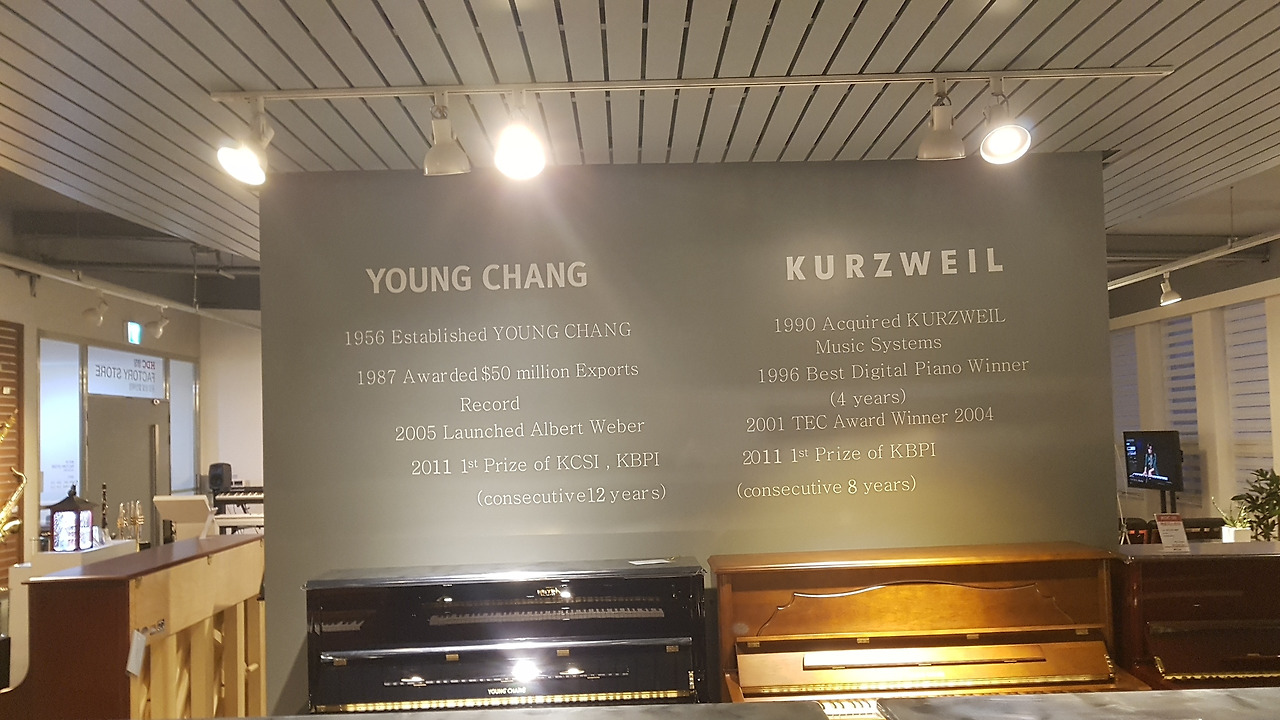 YOUNG CHANG
1956 Established YOUNG CHANG
1987 Awarded $50 million Exports
Record
2005 Launched Albert Weber
2011 1st Prize of KCSI , KBPI
(consecutive12 years)
KURZWEIL
1990 Acquired KURZWEIL
Music Systems
1996 Best Digital Piano Winner
(4 years)
2001 TEC Award Winner 2004
2011 1st Prize of KBPI
(consecutive 8 years)
HDC
FACTORY STORE
YOUNG CHANG